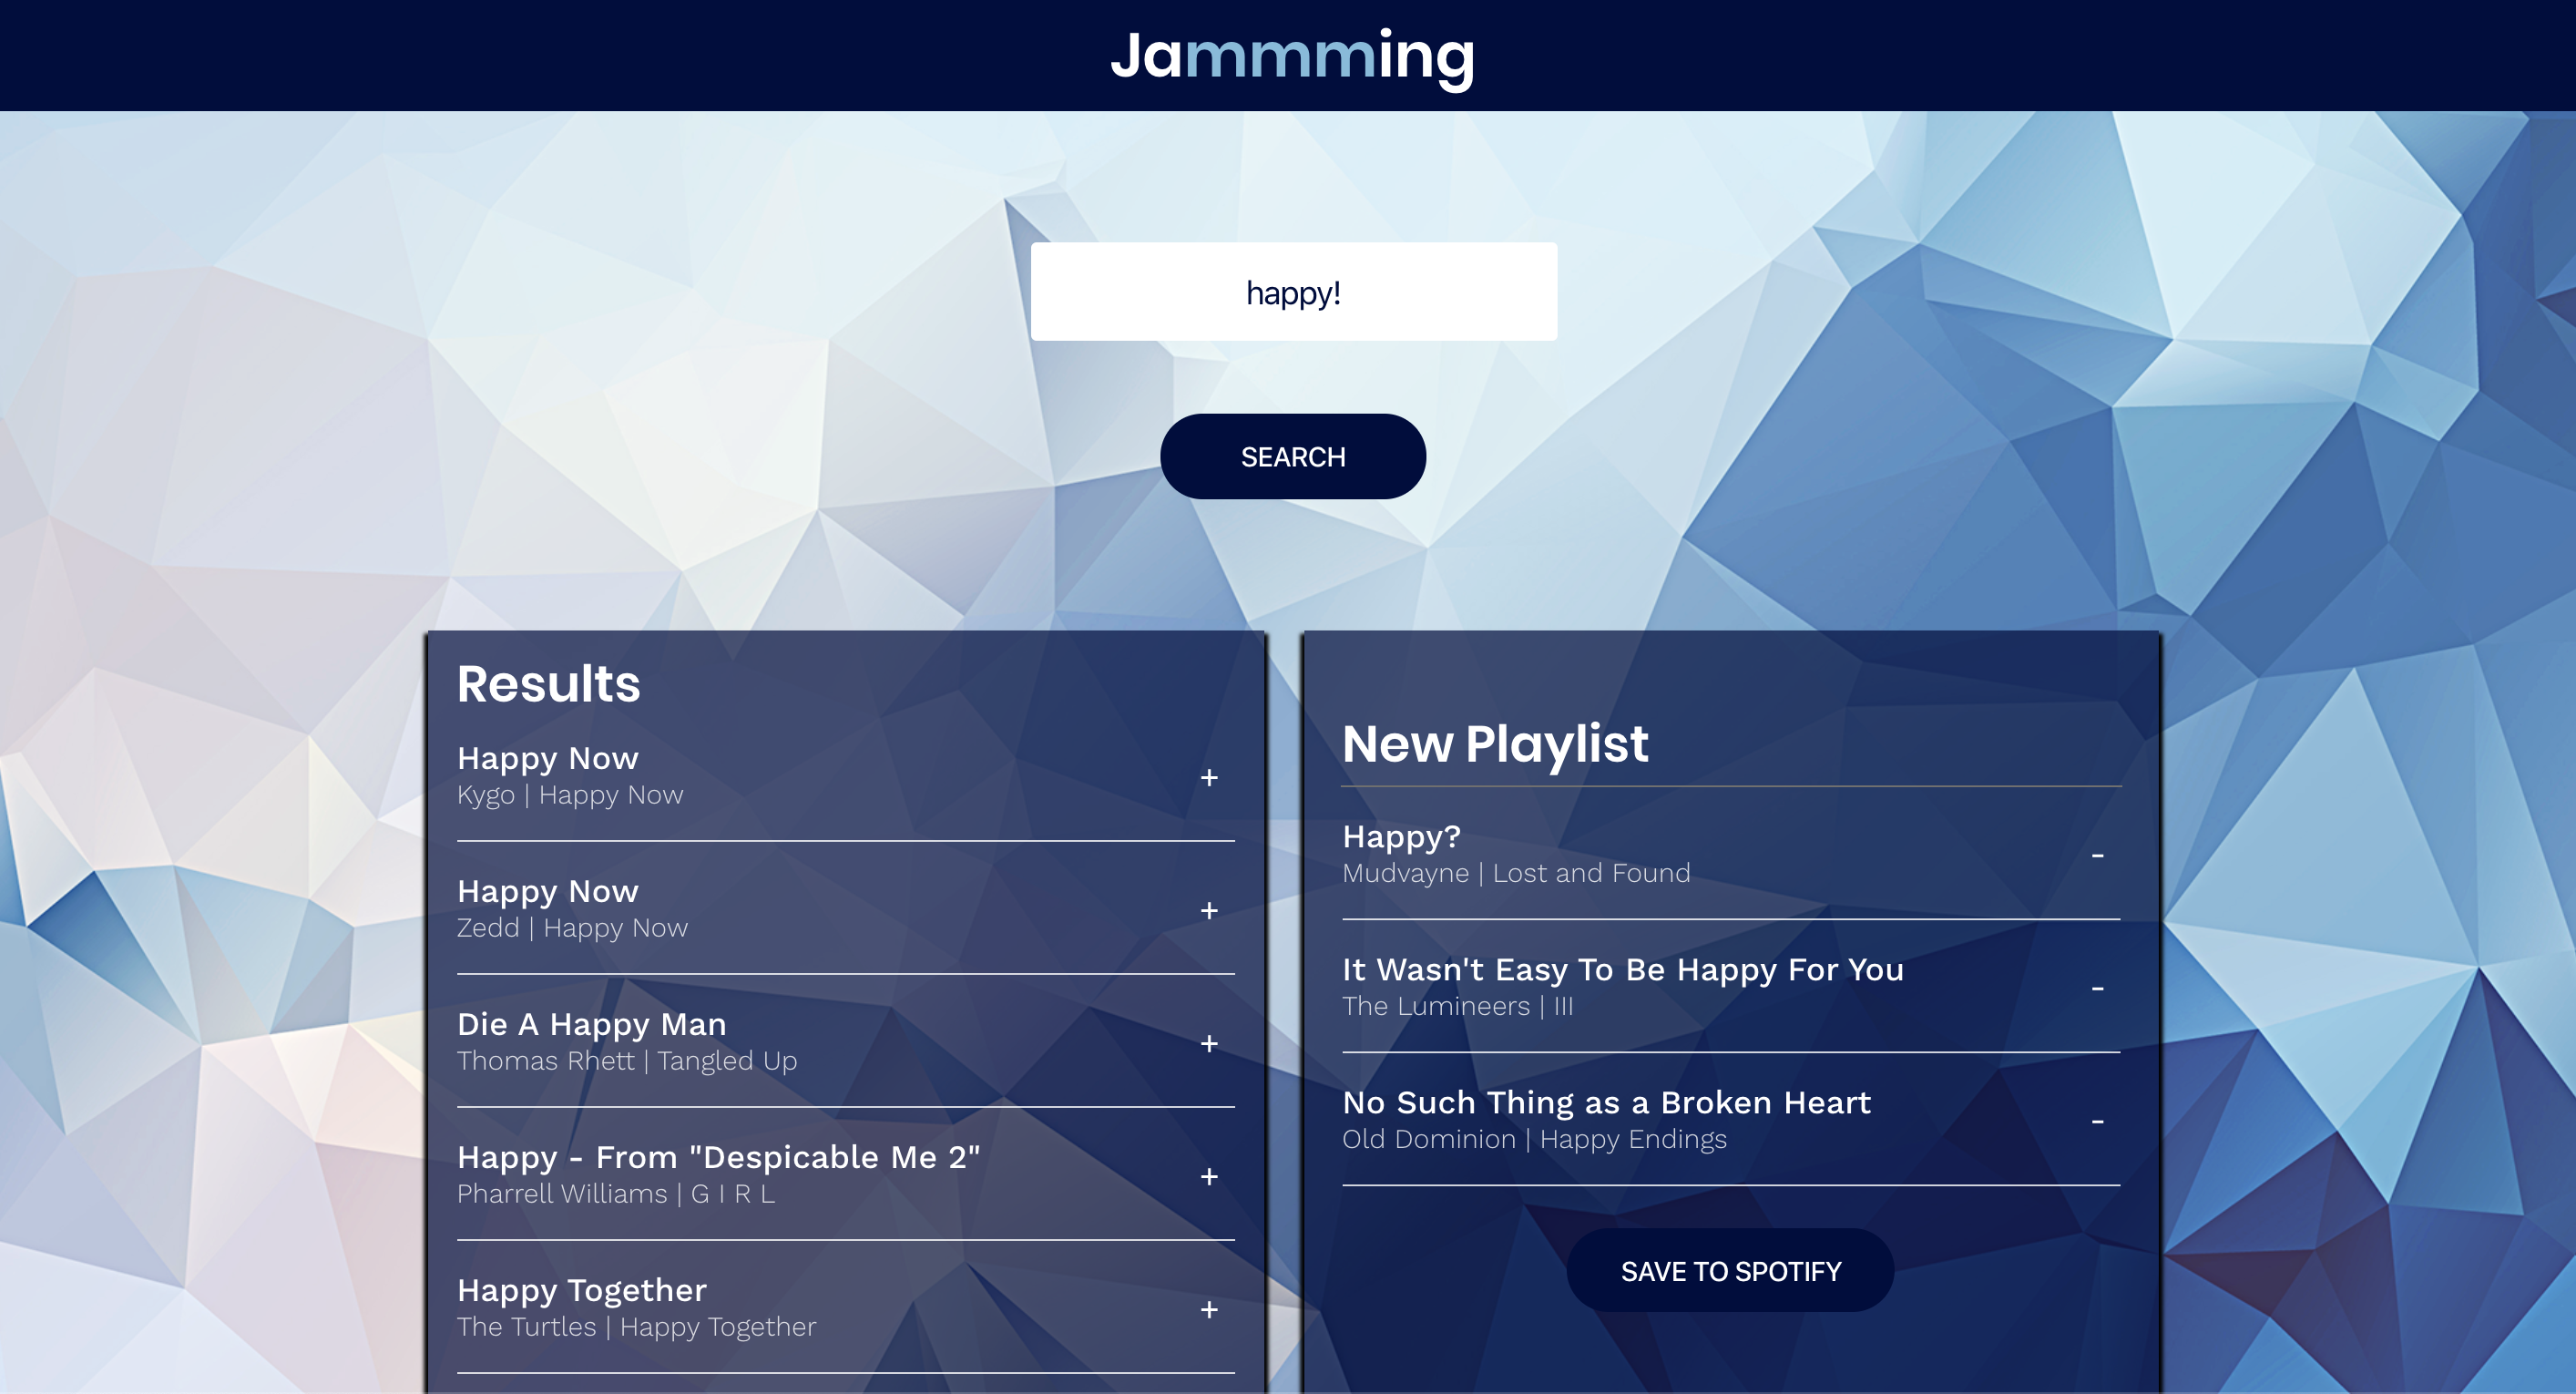 Jammming
happy!
SEARCH
Results
Happy Now
Kygo | Happy Now
+
Happy Now
Zedd | Happy Now
+
Die A Happy Man
Thomas Rhett | Tangled Up
+
Happy - From "Despicable Me 2"
Pharrell Williams | G I R L
+
Happy Together
The Turtles | Happy Together
+
New Playlist
Happy?
Mudvayne | Lost and Found
-
It Wasn't Easy To Be Happy For You
The Lumineers | III
-
No Such Thing as a Broken Heart
Old Dominion | Happy Endings
-
SAVE TO SPOTIFY